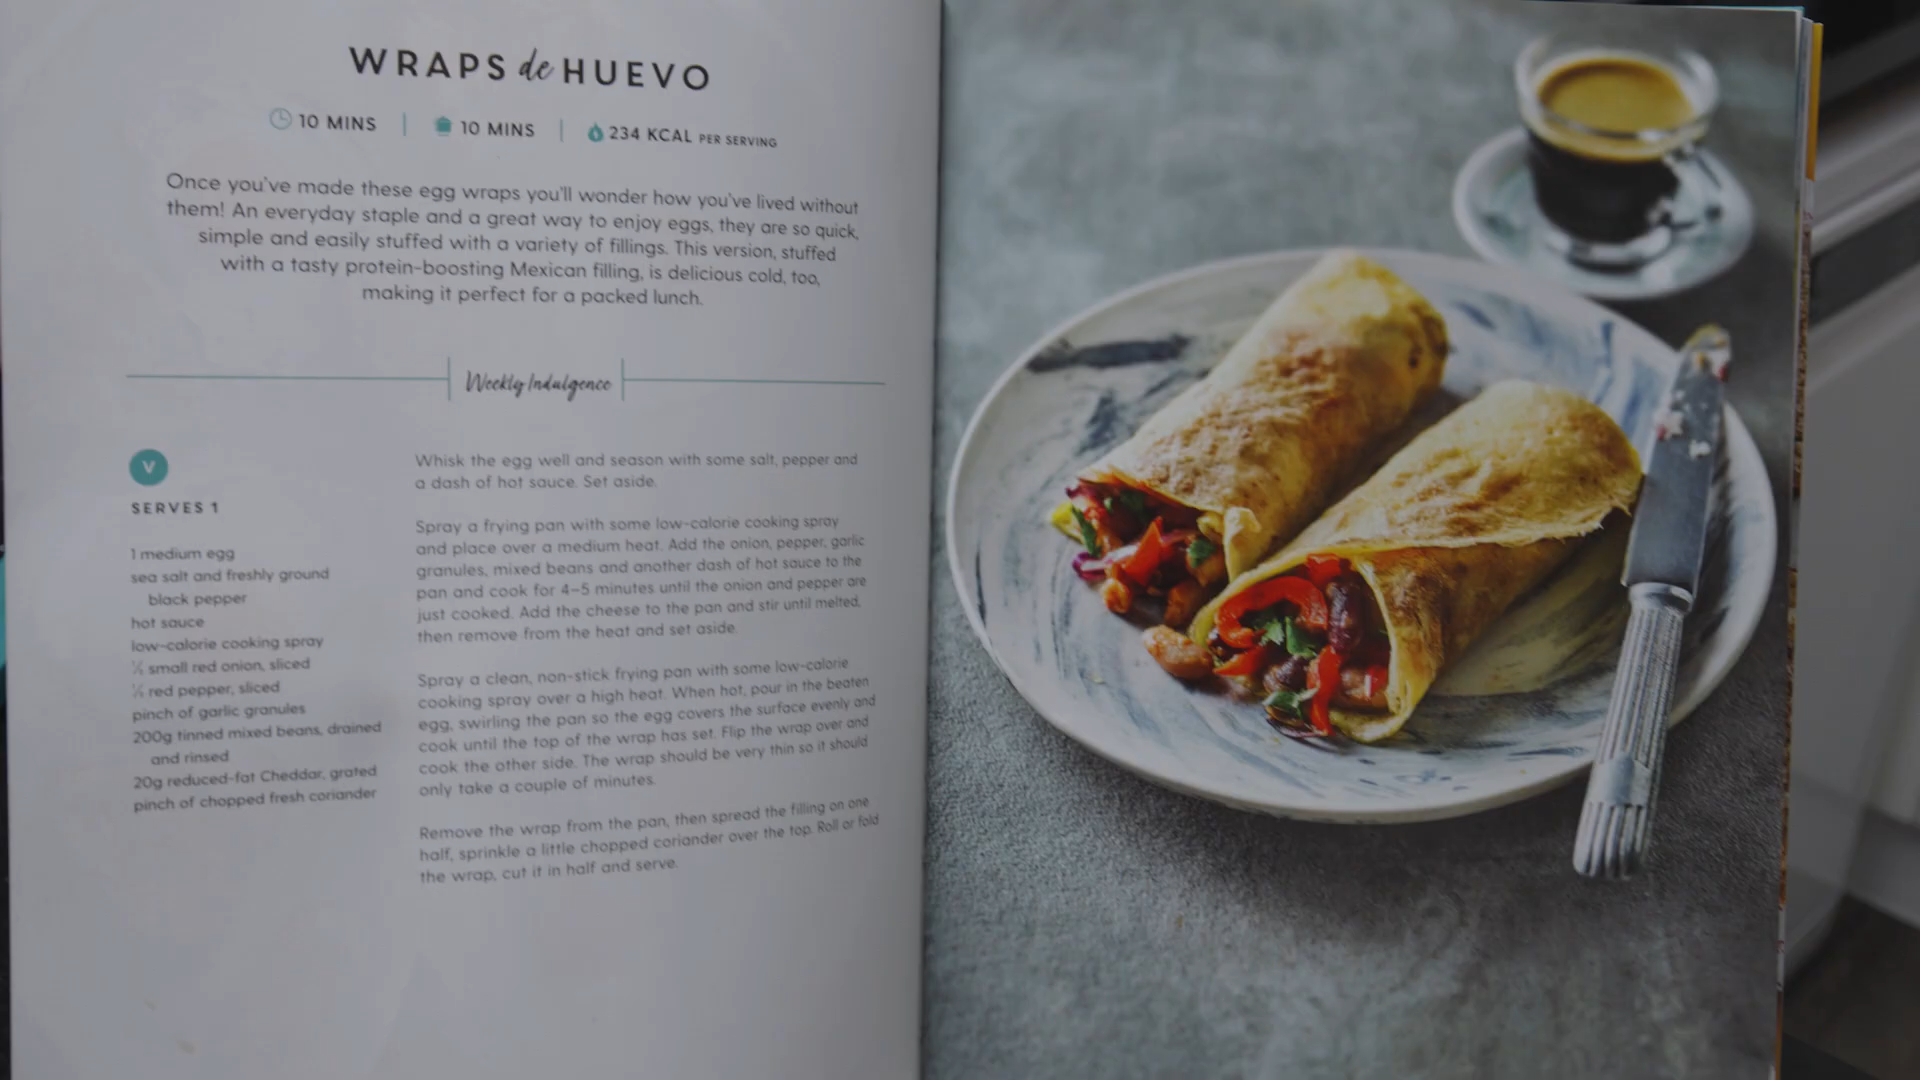 WRAPS de HUEVO
10 MINS | 10 MINS | 234 KCAL PER SERVING
Once you've made these egg wraps you'll wonder how you've lived without
them! An everyday staple and a great way to enjoy eggs, they are so quick,
simple and easily stuffed with a variety of fillings. This version, stuffed
with a tasty protein-boosting Mexican filling, is delicious cold, too,
making it perfect for a packed lunch.
Weekly Indulgence
V
SERVES 1
1 medium egg
sea salt and freshly ground
black pepper
hot sauce
low-calorie cooking spray
small red onion, sliced
red pepper, sliced
pinch of garlic granules
200g tinned mixed beans, drained
and rinsed
20g reduced-fat Cheddar, grated
pinch of chopped fresh coriander
Whisk the egg well and season with some salt, pepper and
a dash of hot sauce. Set aside.
Spray a frying pan with some low-calorie cooking spray
and place over a medium heat. Add the onion, pepper, garlic
granules, mixed beans and another dash of hot sauce to the
pan and cook for 4–5 minutes until the onion and pepper are
just cooked. Add the cheese to the pan and stir until melted,
then remove from the heat and set aside.
Spray a clean, non-stick frying pan with some low-calorie
cooking spray over a high heat. When hot, pour in the beaten
egg, swirling the pan so the egg covers the surface evenly and
cook until the top of the wrap has set. Flip the wrap over and
cook the other side. The wrap should be very thin so it should
only take a couple of minutes.
Remove the wrap from the pan, then spread the filling on one
half, sprinkle a little chopped coriander over the top. Roll or fold
the wrap, cut it in half and serve.